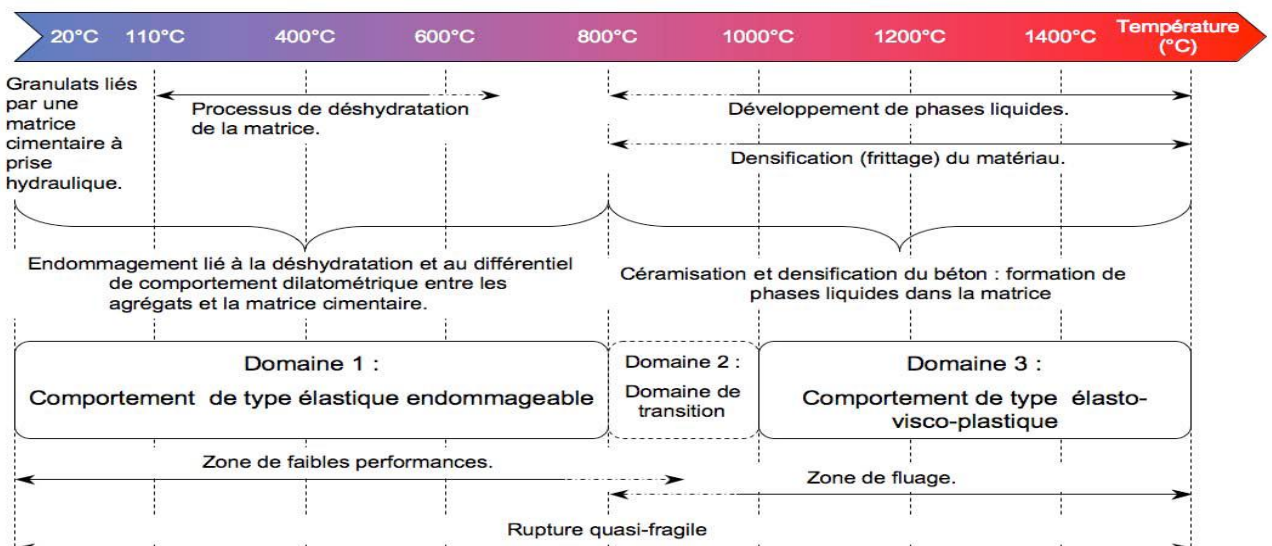 20°C 110°C 400°C 600°C 800°C 1000°C 1200°C 1400°C Température
(°C)
Granulats liés
par une
matrice
cimentaire à
prise
hydraulique.
Processus de déshydratation
de la matrice.
Développement de phases liquides.
Densification (frittage) du matériau.
Endommagement lié à la déshydratation et au différentiel
de comportement dilatométrique entre les
agrégats et la matrice cimentaire.
Céramisation et densification du béton : formation de
phases liquides dans la matrice
Domaine 1 :
Comportement de type élastique endommageable
Domaine 2 :
Domaine de
transition
Domaine 3 :
Comportement de type élasto-
visco-plastique
Zone de faibles performances.
Zone de fluage.
Rupture quasi-fragile